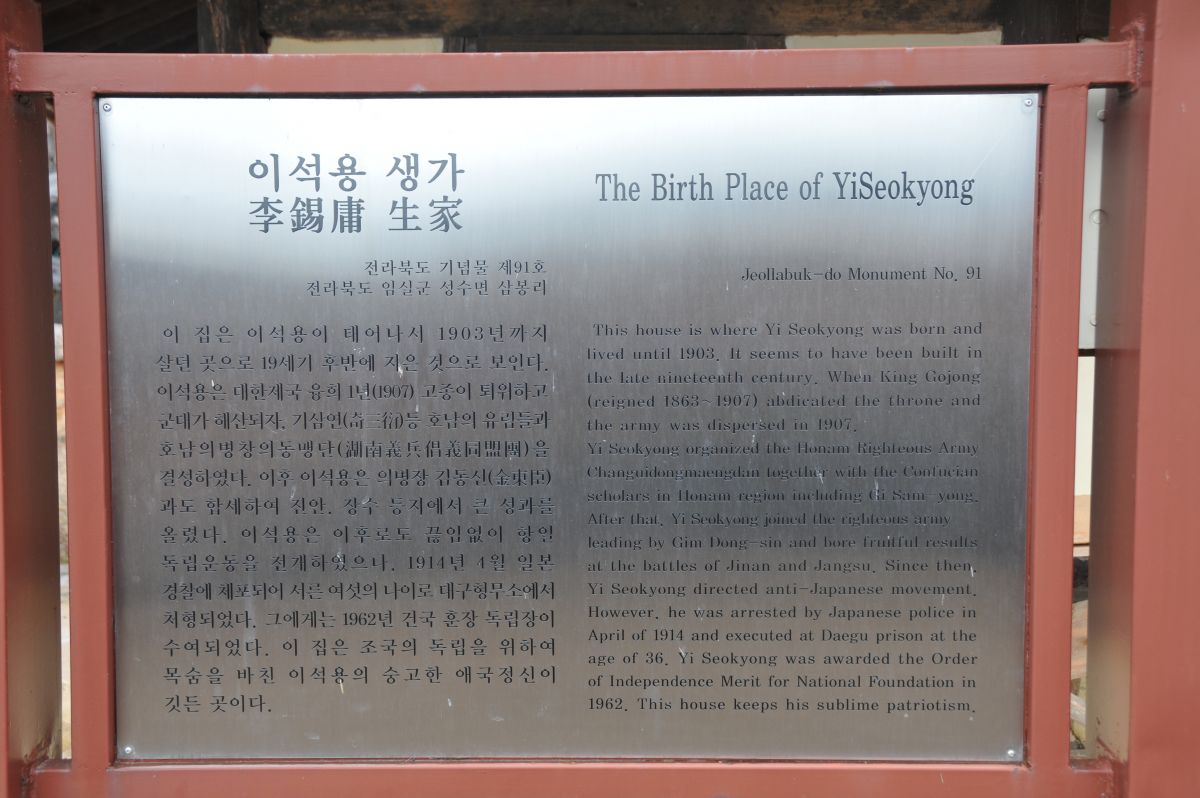 이석용 생가
李錫庸 生家
전라북도 기념물 제91호
전라북도 임실군 성수면 삼봉리
이 집은 이석용이 태어나서 1903년까지
살던 곳으로 19세기 후반에 지은 것으로 보인다.
이석용은 대한제국 융희 1년(1907) 고종이 퇴위하고
군대가 해산되자, 기삼연(奇三衍)등 호남의 유림들과
호남의병창의동맹단(湖南義兵倡義同盟團)을
결성하였다. 이후 이석용은 의병장 김동신(金東臣)
과도 합세하여 진안, 장수 등지에서 큰 성과를
올렸다. 이석용은 이후로도 끊임없이 항일
독립운동을 전개하였으나, 1914년 4월 일본
경찰에 체포되어 서른 여섯의 나이로 대구형무소에서
처형되었다. 그에게는 1962년 건국 훈장 독립장이
수여되었다. 이 집은 조국의 독립을 위하여
목숨을 바친 이석용의 숭고한 애국정신이
깃든 곳이다.
The Birth Place of YiSeokyong
Jeollabuk-do Monument No. 91
This house is where Yi Seokyong was born and
lived until 1903. It seems to have been built in
the late nineteenth century. When King Gojong
(reigned 1863~1907) abdicated the throne and
the army was dispersed in 1907.
Yi Seokyong organized the Honam Righteous Army
Changuidongmaengdan together with the Confucian
scholars in Honam region including Gi Sam-yong.
After that, Yi Seokyong joined the righteous army
leading by Gim Dong-sin and bore fruitful results
at the battles of Jinan and Jangsu. Since then,
Yi Seokyong directed anti-Japanese movement.
However, he was arrested by Japanese police in
April of 1914 and executed at Daegu prison at the
age of 36. Yi Seokyong was awarded the Order
of Independence Merit for National Foundation in
1962. This house keeps his sublime patriotism.